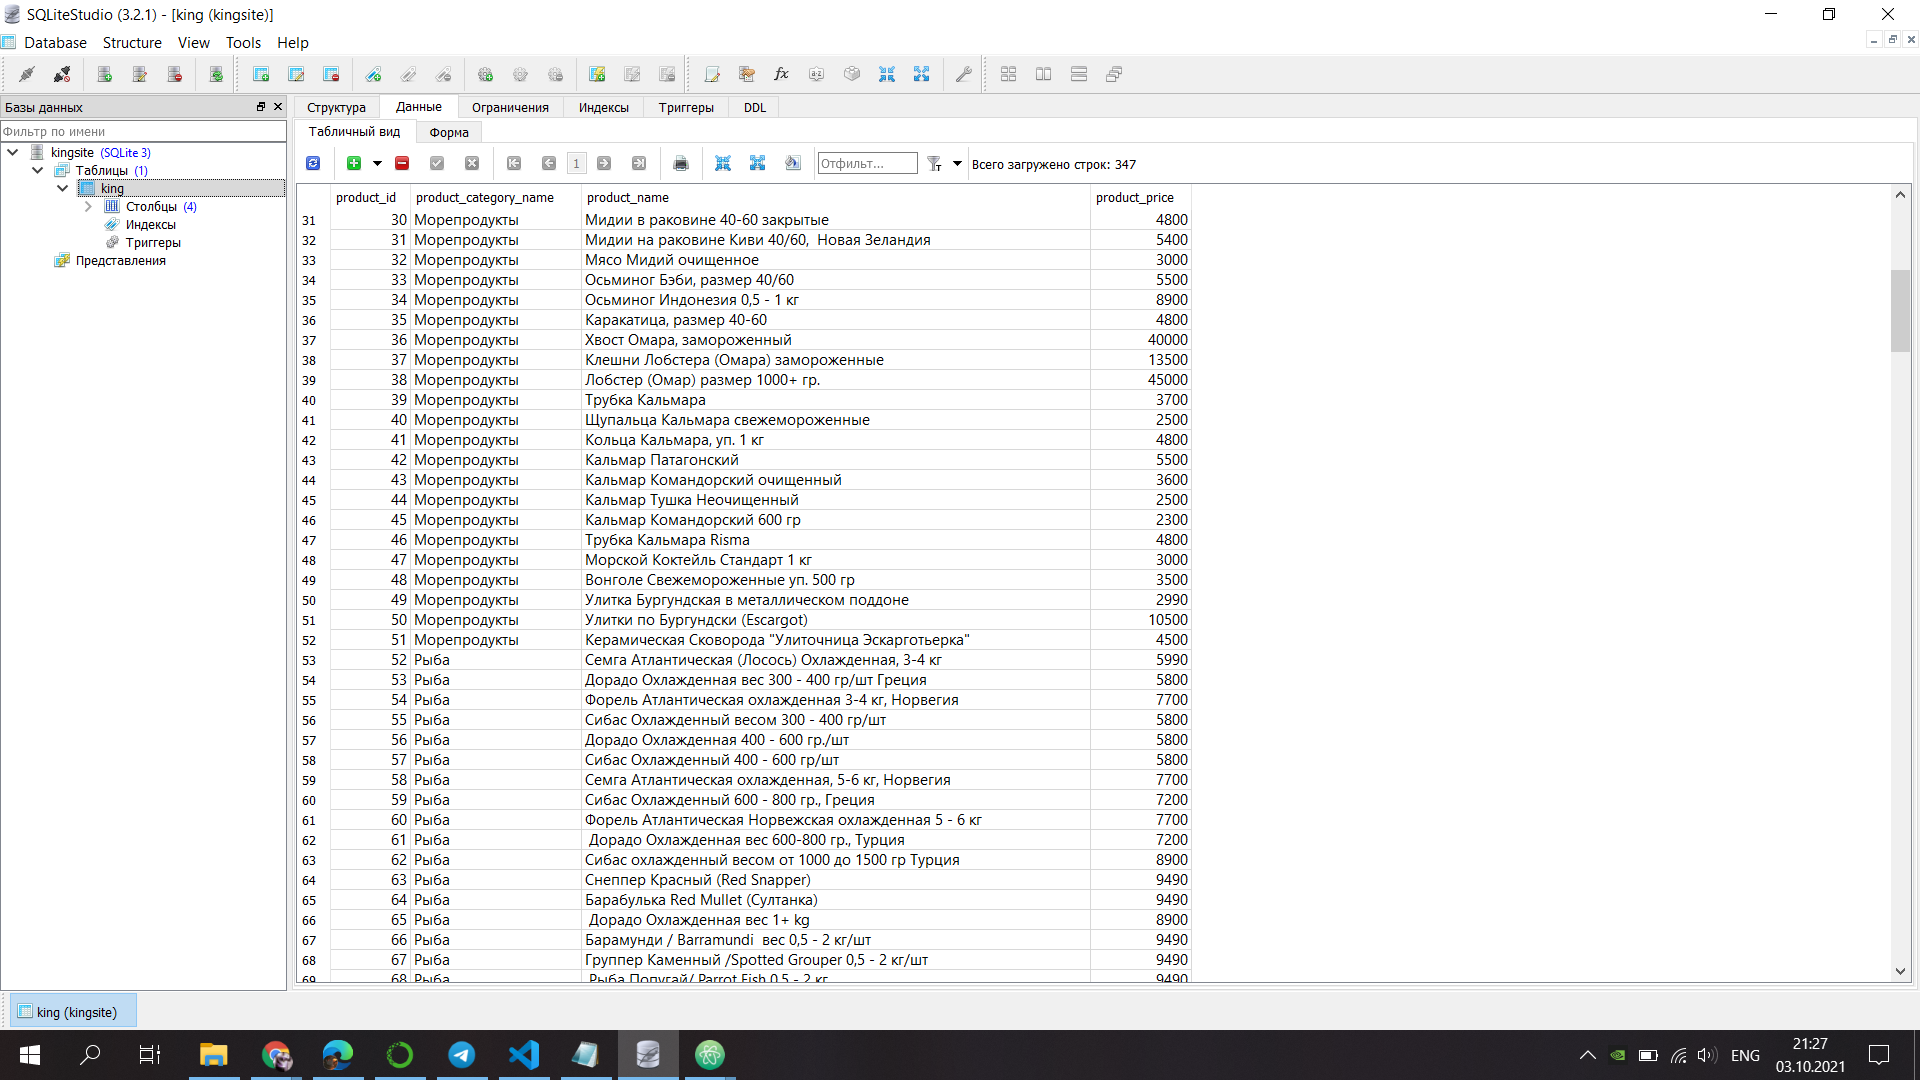 SQLiteStudio (3.2.1) - [king (kingsite)]
Database Structure View Tools Help
Базы данных
Фильтр по имени
kingsite (SQLite 3)
Таблицы (1)
king
Столбцы (4)
Индексы
Триггеры
Представления
Структура Данные Ограничения Индексы Триггеры DDL
Табличный вид Форма
1 Отфильт... Всего загружено строк: 347
product_id product_category_name product_name product_price
31 30 Морепродукты Мидии в раковине 40-60 закрытые 4800
32 31 Морепродукты Мидии на раковине Киви 40/60, Новая Зеландия 5400
33 32 Морепродукты Мясо Мидий очищенное 3000
34 33 Морепродукты Осьминог Бэби, размер 40/60 5500
35 34 Морепродукты Осьминог Индонезия 0,5 - 1 кг 8900
36 35 Морепродукты Каракатица, размер 40-60 4800
37 36 Морепродукты Хвост Омара, замороженный 40000
38 37 Морепродукты Клешни Лобстера (Омара) замороженные 13500
39 38 Морепродукты Лобстер (Омар) размер 1000+ гр. 45000
40 39 Морепродукты Трубка Кальмара 3700
41 40 Морепродукты Щупальца Кальмара свежемороженные 2500
42 41 Морепродукты Кольца Кальмара, уп. 1 кг 4800
43 42 Морепродукты Кальмар Патагонский 5500
44 43 Морепродукты Кальмар Командорский очищенный 3600
45 44 Морепродукты Кальмар Тушка Неочищенный 2500
46 45 Морепродукты Кальмар Командорский 600 гр 2300
47 46 Морепродукты Трубка Кальмара Risma 4800
48 47 Морепродукты Морской Коктейль Стандарт 1 кг 3000
49 48 Морепродукты Вонголе Свежемороженные уп. 500 гр 3500
50 49 Морепродукты Улитка Бургундская в металлическом поддоне 2990
51 50 Морепродукты Улитки по Бургундски (Escargot) 10500
52 51 Морепродукты Керамическая Сковорода "Улиточница Эскарготьерка" 4500
53 52 Рыба Семга Атлантическая (Лосось) Охлажденная, 3-4 кг 5990
54 53 Рыба Дорадо Охлажденная вес 300 - 400 гр/шт Греция 5800
55 54 Рыба Форель Атлантическая охлажденная 3-4 кг, Норвегия 7700
56 55 Рыба Сибас Охлажденный весом 300 - 400 гр/шт 5800
57 56 Рыба Дорадо Охлажденная 400 - 600 гр./шт 5800
58 57 Рыба Сибас Охлажденный 400 - 600 гр/шт 5800
59 58 Рыба Семга Атлантическая охлажденная, 5-6 кг, Норвегия 7700
60 59 Рыба Сибас Охлажденный 600 - 800 гр., Греция 7200
61 60 Рыба Форель Атлантическая Норвежская охлажденная 5 - 6 кг 7700
62 61 Рыба Дорадо Охлажденная вес 600-800 гр., Турция 7200
63 62 Рыба Сибас охлажденный весом от 1000 до 1500 гр Турция 8900
64 63 Рыба Снеппер Красный (Red Snapper) 9490
65 64 Рыба Барабулька Red Mullet (Султанка) 9490
66 65 Рыба Дорадо Охлажденная вес 1+ kg 8900
67 66 Рыба Барамунди / Barramundi вес 0,5 - 2 кг/шт 9490
68 67 Рыба Группер Каменный /Spotted Grouper 0,5 - 2 кг/шт 9490
69 68 Рыба Рыба Попугай/ Parrot Fish 0,5 - 2 кг 9490
king (kingsite)
ENG 21:27
03.10.2021